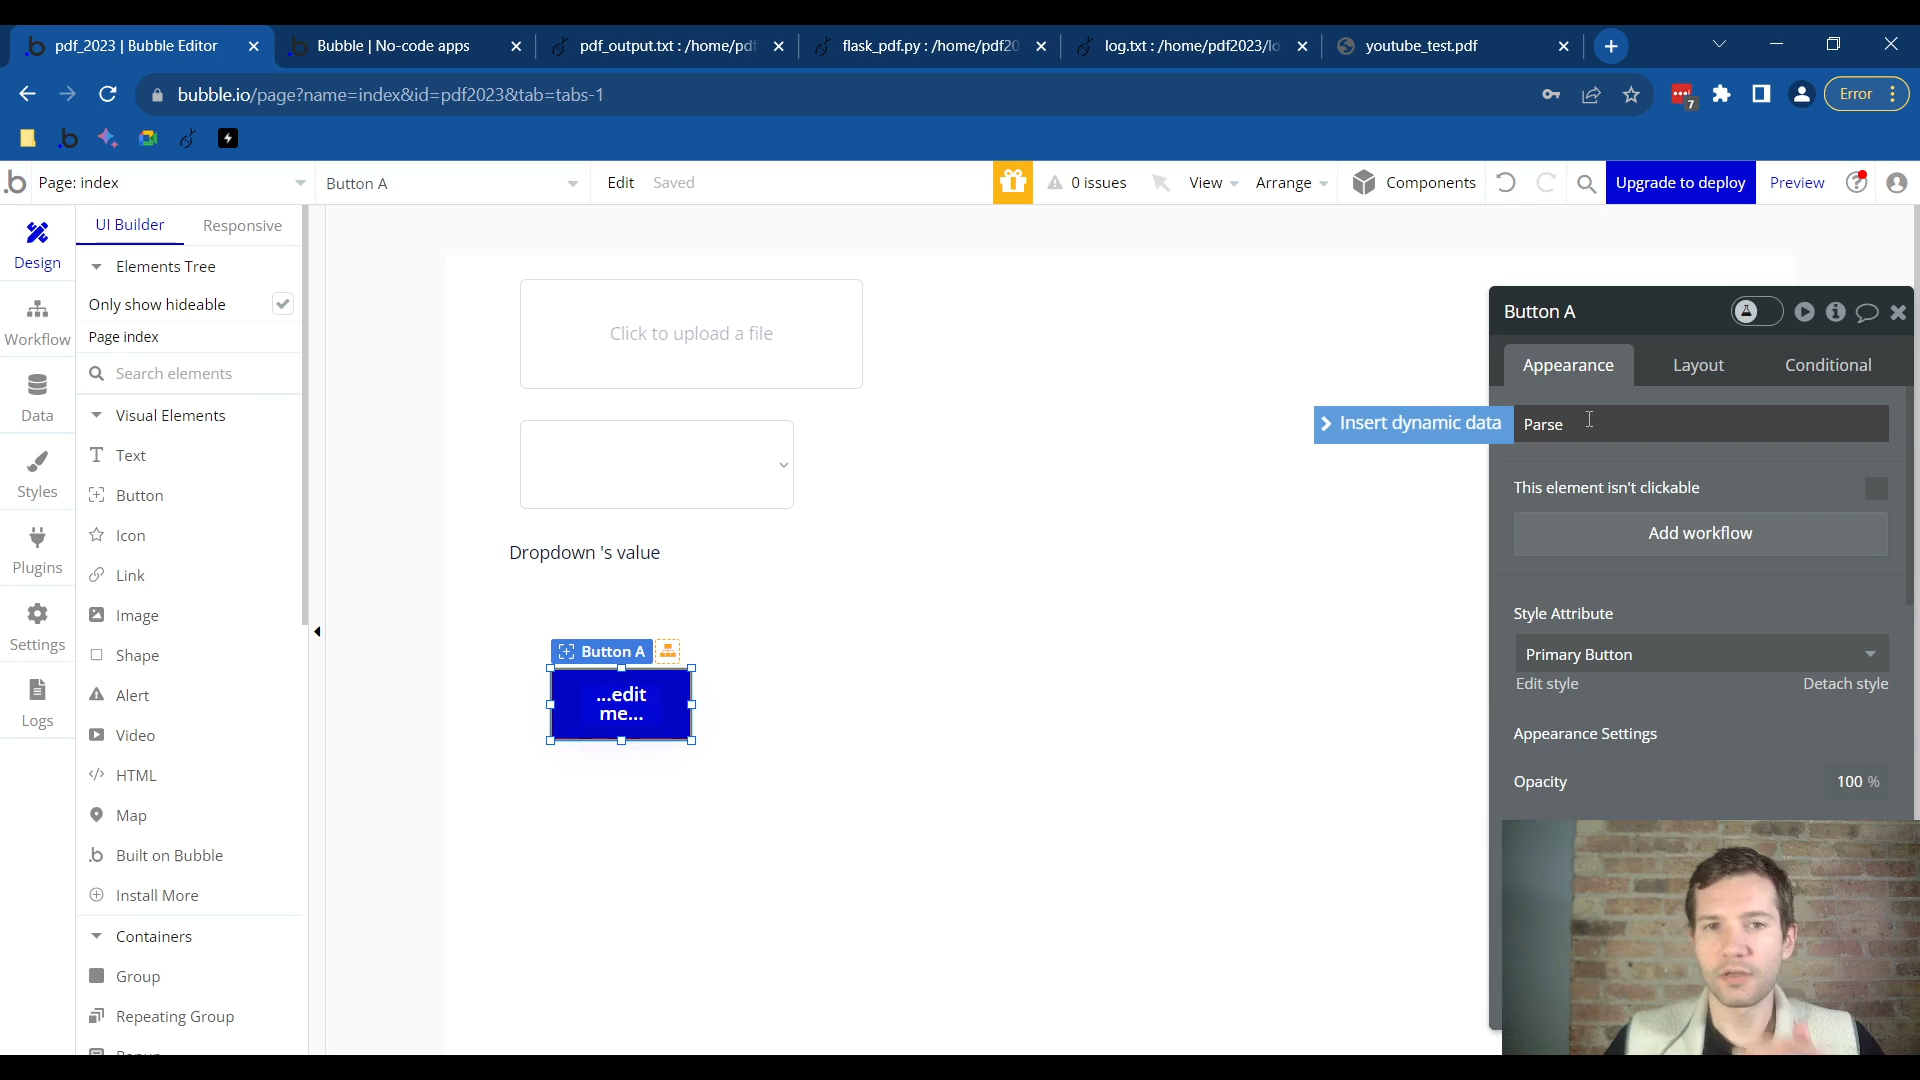 pdf_2023 | Bubble Editor
Bubble | No-code apps
pdf_output.txt : /home/pdf
flask_pdf.py : /home/pdf20
log.txt : /home/pdf2023/lo
youtube_test.pdf
bubble.io/page?name=index&id=pdf2023&tab=tabs-1
7
Error
Page: index
Button A
Edit
Saved
0 issues
View
Arrange
Components
Upgrade to deploy
Preview
Design
Workflow
Data
Styles
Plugins
Settings
Logs
UI Builder
Responsive
Elements Tree
Only show hideable
Page index
Search elements
Visual Elements
Text
Button
Icon
Link
Image
Shape
Alert
Video
HTML
Map
Built on Bubble
Install More
Containers
Group
Repeating Group
Click to upload a file
Dropdown 's value
Button A
...edit
me...
Button A
Appearance
Layout
Conditional
Insert dynamic data
Parse
This element isn't clickable
Add workflow
Style Attribute
Primary Button
Edit style
Detach style
Appearance Settings
Opacity
100 %